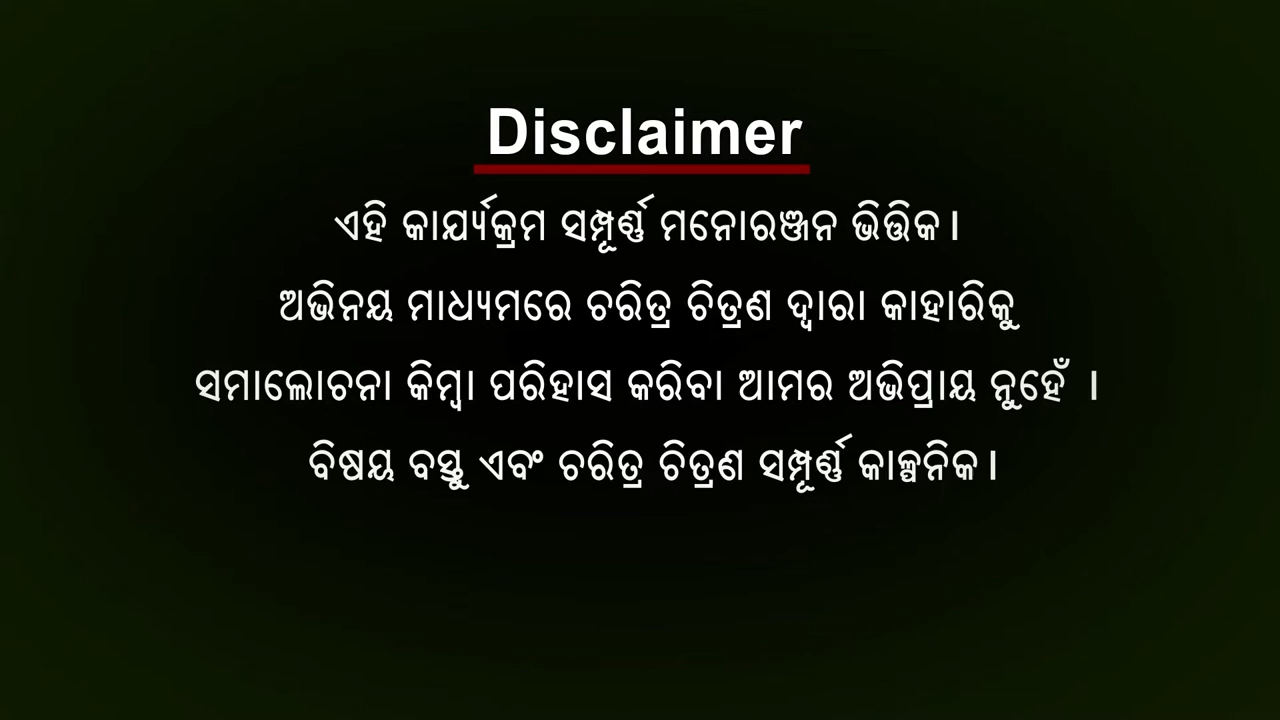 Disclaimer
ଏହି କାର୍ଯ୍ୟକ୍ରମ ସମ୍ପୂର୍ଣ୍ଣ ମନୋରଞ୍ଜନ ଭିତ୍ତିକ।
ଅଭିନୟ ମାଧ୍ୟମରେ ଚରିତ୍ର ଚିତ୍ରଣ ଦ୍ୱାରା କାହାରିକୁ
ସମାଲୋଚନା କିମ୍ବା ପରିହାସ କରିବା ଆମର ଅଭିପ୍ରାୟ ନୁହେଁ ।
ବିଷୟ ବସ୍ତୁ ଏବଂ ଚରିତ୍ର ଚିତ୍ରଣ ସମ୍ପୂର୍ଣ୍ଣ କାଳ୍ପନିକ।